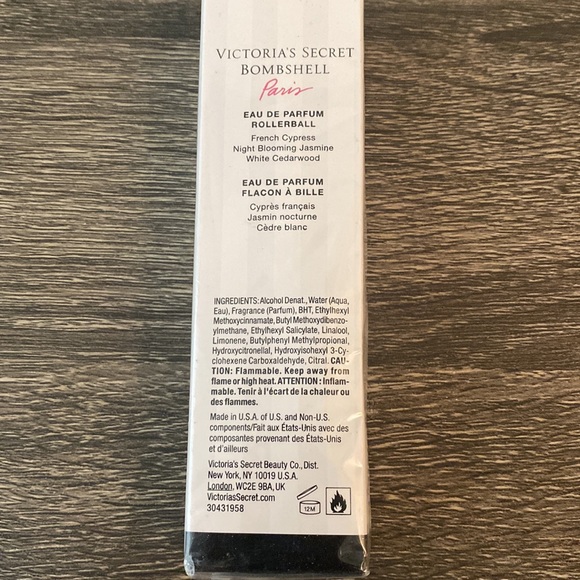 VICTORIA'S SECRET
BOMBSHELL
Paris
EAU DE PARFUM
ROLLERBALL
French Cypress
Night Blooming Jasmine
White Cedarwood
EAU DE PARFUM
FLACON À BILLE
Cyprès français
Jasmin nocturne
Cèdre blanc
INGREDIENTS: Alcohol Denat., Water (Aqua,
Eau), Fragrance (Parfum), BHT, Ethylhexyl
Methoxycinnamate, Butyl Methoxydibenzo-
ylmethane, Ethylhexyl Salicylate, Linalool,
Limonene, Butylphenyl Methylpropional,
Hydroxycitronellal, Hydroxyisohexyl 3-Cy-
clohexene Carboxaldehyde, Citral. CAU-
TION: Flammable. Keep away from
flame or high heat. ATTENTION : Inflam-
mable. Tenir à l'écart de la chaleur ou
des flammes.
Made in U.S.A. of U.S. and Non-U.S.
components/Fait aux États-Unis avec des
composantes provenant des États-Unis
et d'ailleurs
Victoria's Secret Beauty Co., Dist.
New York, NY 10019 U.S.A.
London, WC2E 9BA, UK
VictoriasSecret.com
30431958
12M